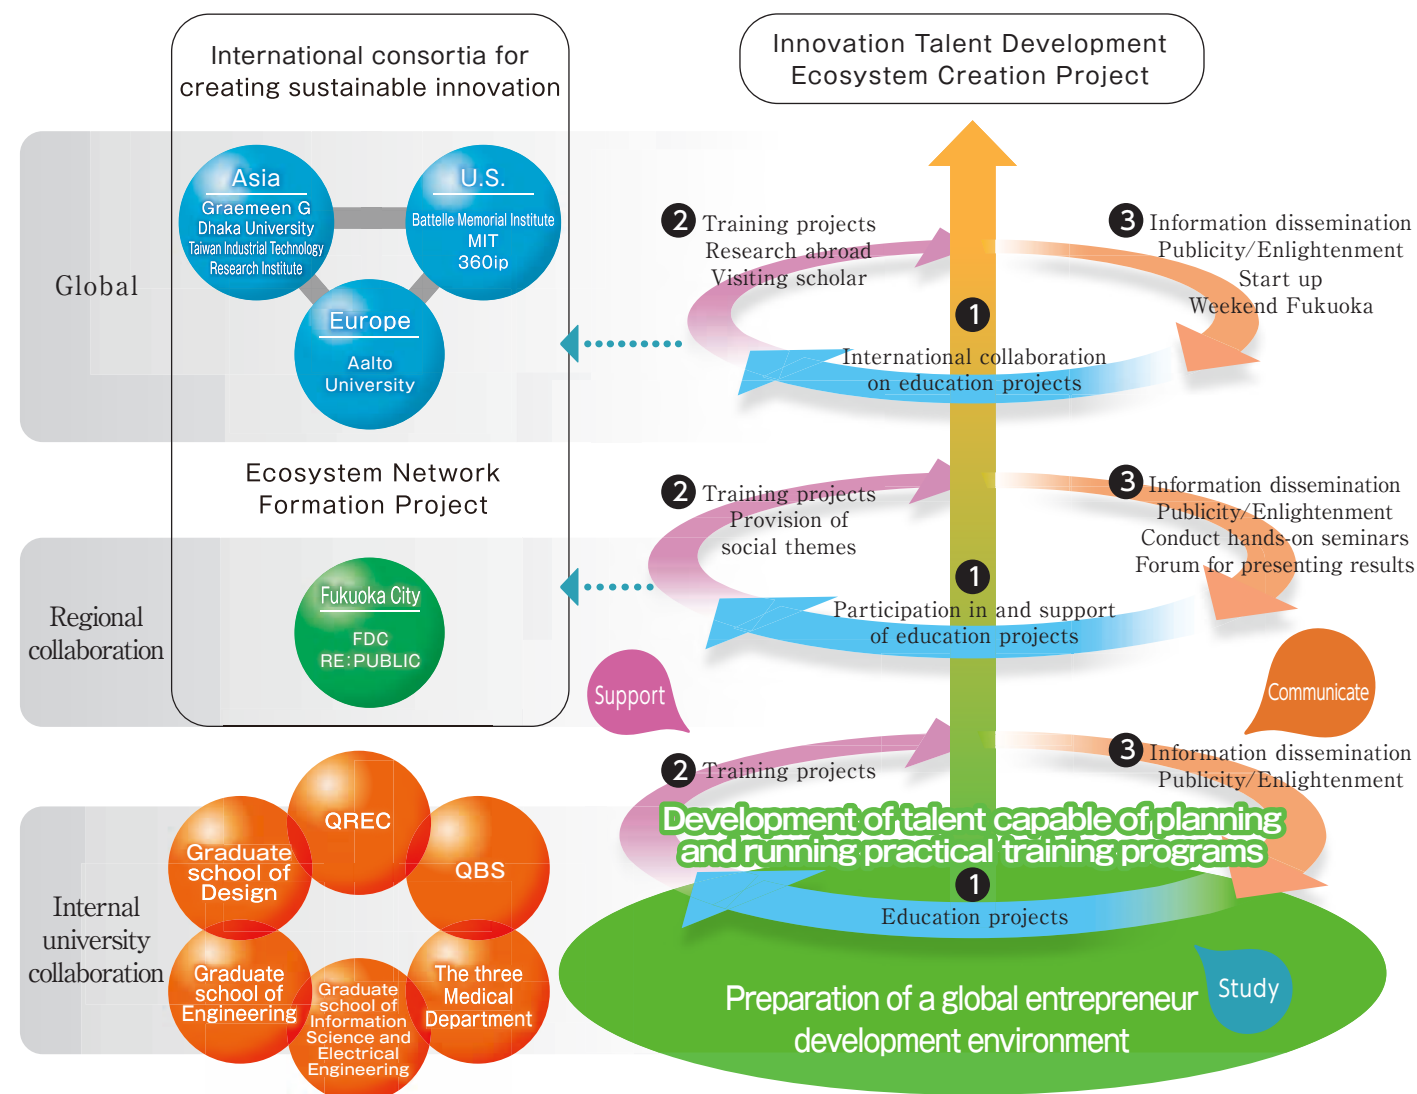 International consortia for
creating sustainable innovation
Innovation Talent Development
Ecosystem Creation Project
Global
Asia
Graemeen G
Dhaka University
Taiwan Industrial Technology
Research Institute
U.S.
Battelle Memorial Institute
MIT
360ip
Europe
Aalto
University
2 Training projects
Research abroad
Visiting scholar
3 Information dissemination
Publicity/Enlightenment
Start up
Weekend Fukuoka
1
International collaboration
on education projects
Ecosystem Network
Formation Project
Regional
collaboration
Fukuoka City
FDC
RE:PUBLIC
2 Training projects
Provision of
social themes
3 Information dissemination
Publicity/Enlightenment
Conduct hands-on seminars
Forum for presenting results
1
Participation in and support
of education projects
Support
Communicate
Internal
university
collaboration
QREC
Graduate
school of
Design
QBS
Graduate
school of
Engineering
Graduate
school of
Information
Science and
Electrical
Engineering
The three
Medical
Department
2 Training projects
3 Information dissemination
Publicity/Enlightenment
Development of talent capable of planning
and running practical training programs
1
Education projects
Study
Preparation of a global entrepreneur
development environment